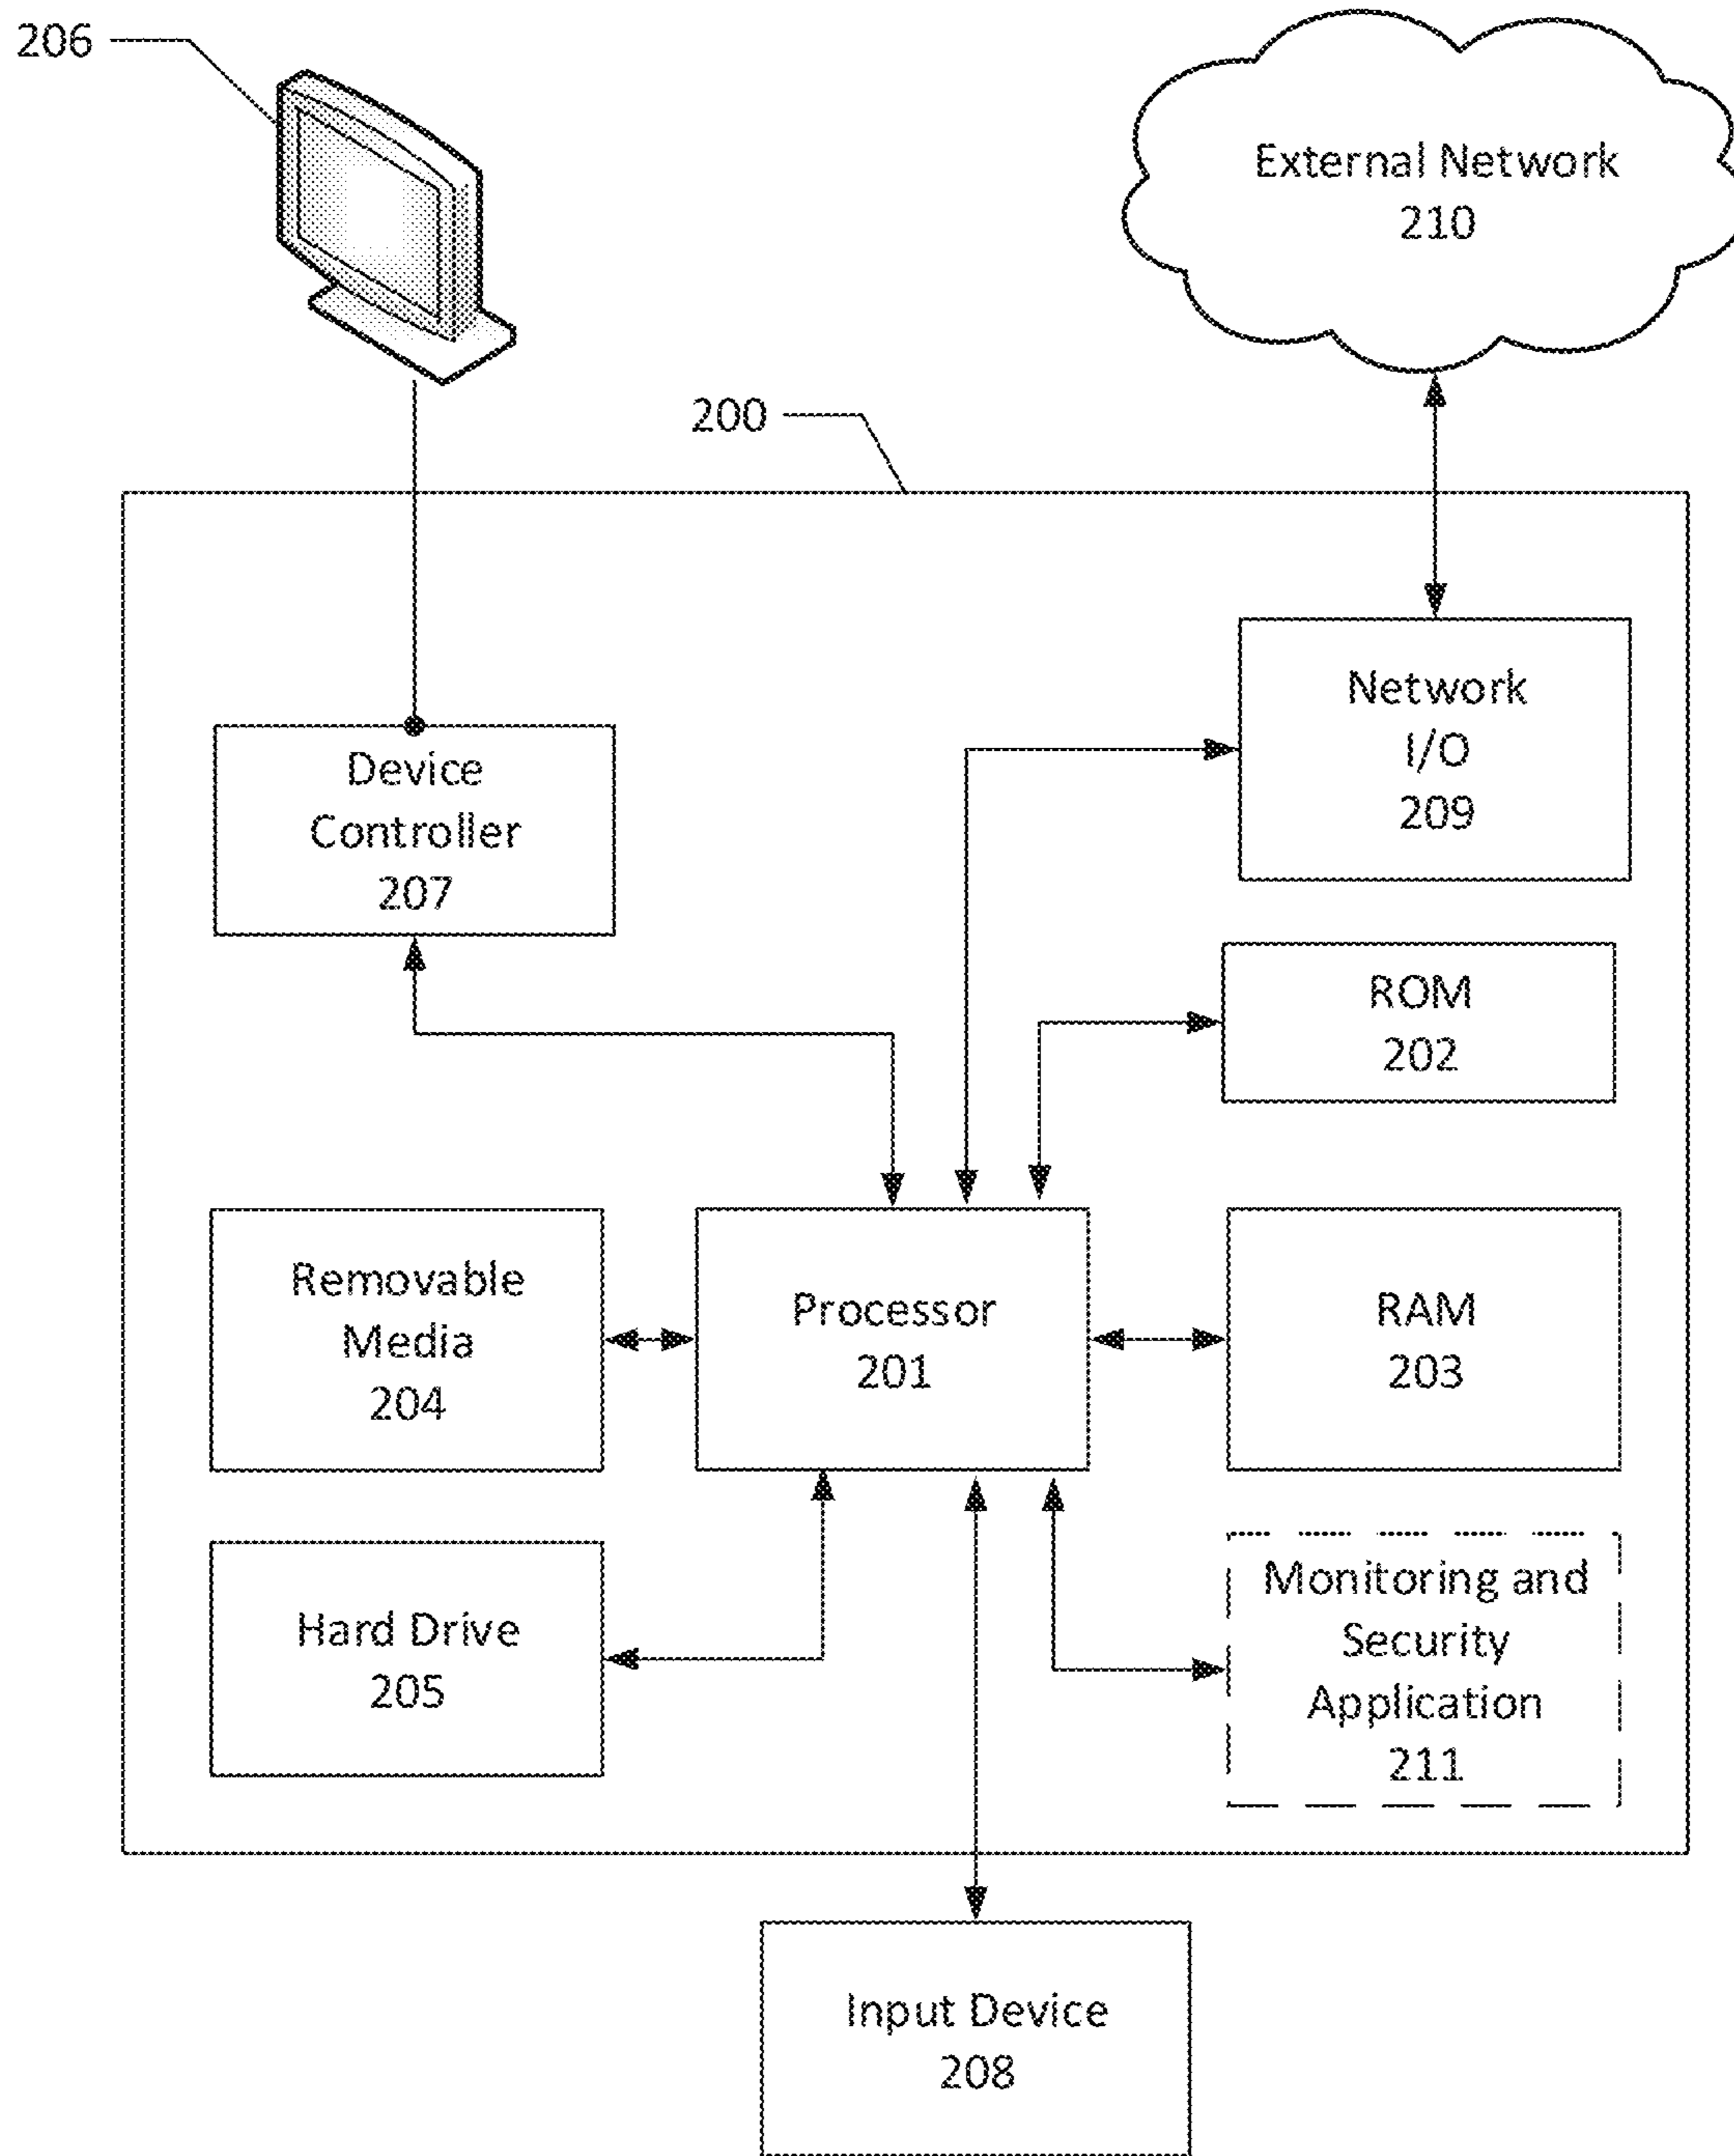 206
External Network
210
200
Network
I/O
209
Device
Controller
207
ROM
202
Removable
Media
204
Processor
201
RAM
203
Hard Drive
205
Monitoring and
Security
Application
211
Input Device
208